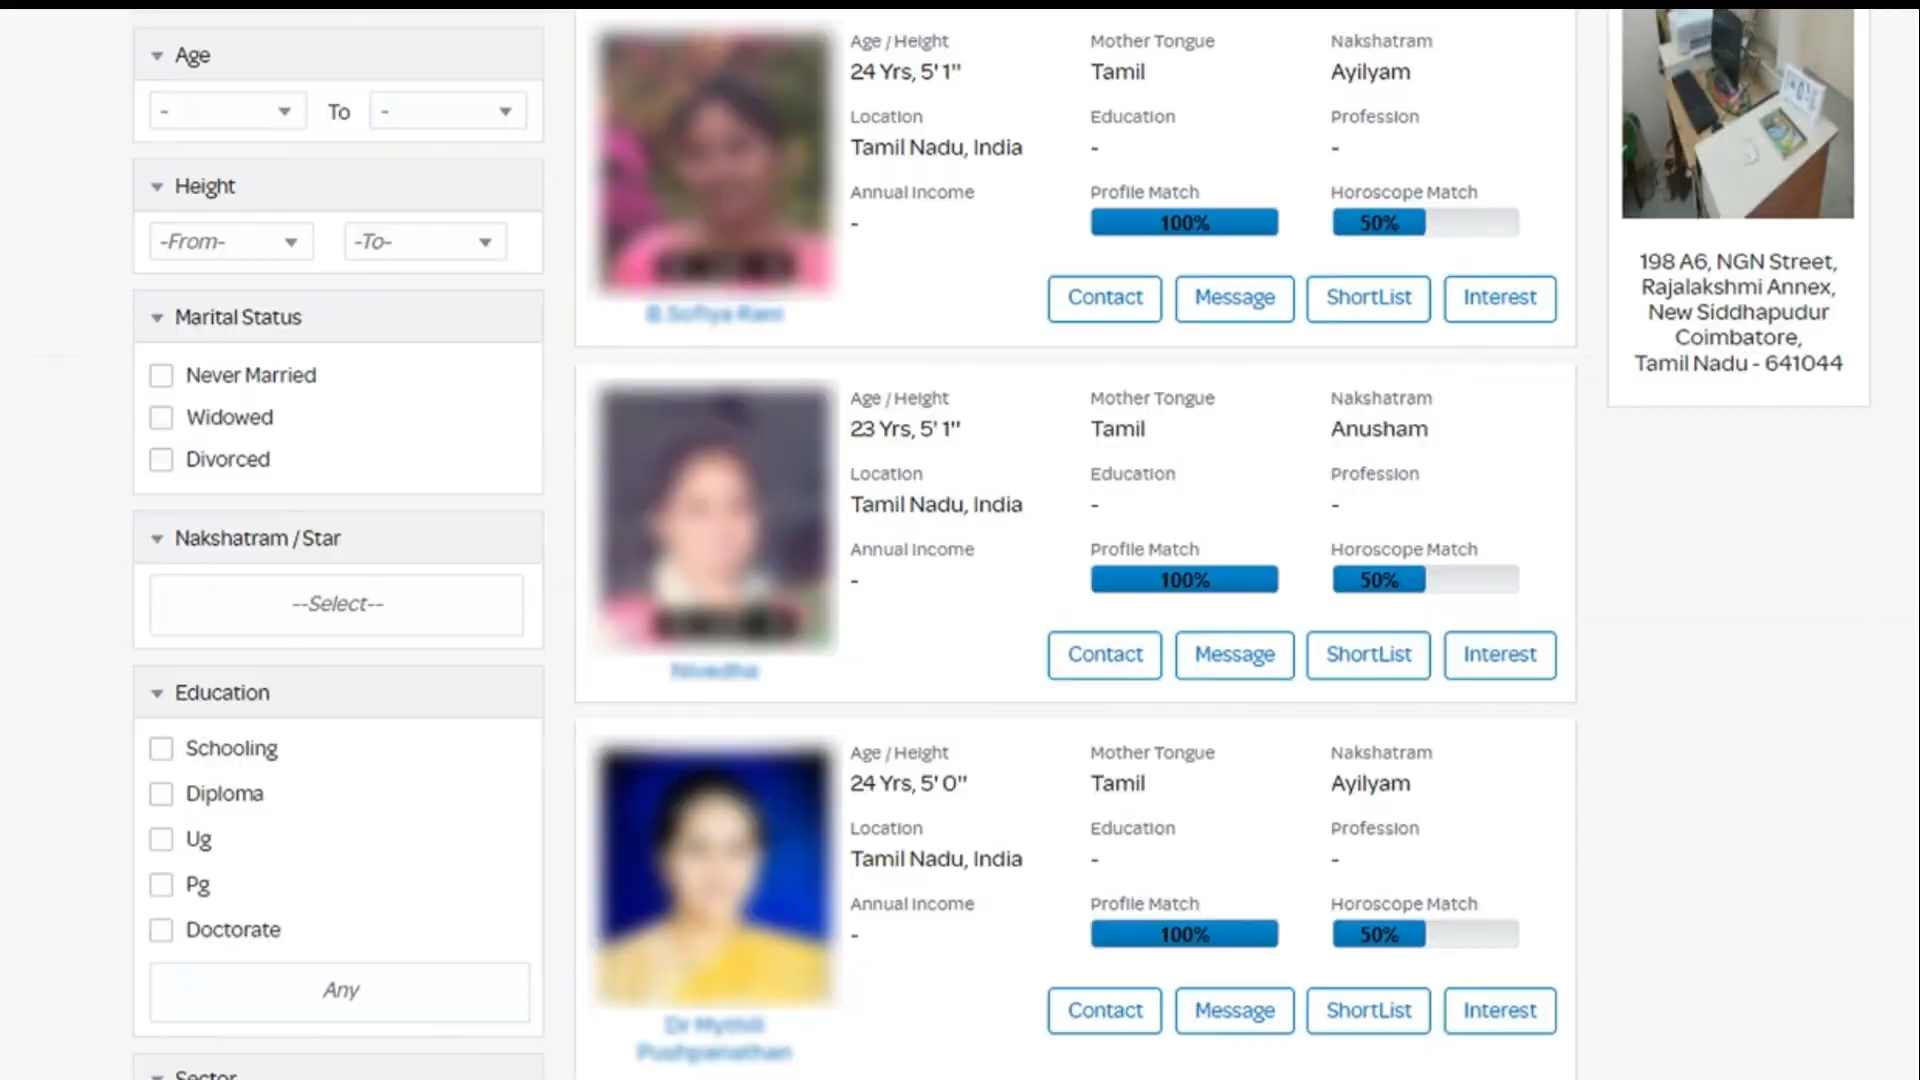 Age
- To -
Height
-From- -To-
Marital Status
Never Married
Widowed
Divorced
Nakshatram / Star
--Select--
Education
Schooling
Diploma
Ug
Pg
Doctorate
Any
Sector
Age / Height Mother Tongue Nakshatram
24 Yrs, 5' 1" Tamil Ayilyam
Location Education Profession
Tamil Nadu, India - -
Annual Income Profile Match Horoscope Match
- 100% 50%
Contact Message ShortList Interest
Age / Height Mother Tongue Nakshatram
23 Yrs, 5' 1" Tamil Anusham
Location Education Profession
Tamil Nadu, India - -
Annual Income Profile Match Horoscope Match
- 100% 50%
Contact Message ShortList Interest
Age / Height Mother Tongue Nakshatram
24 Yrs, 5' 0" Tamil Ayilyam
Location Education Profession
Tamil Nadu, India - -
Annual Income Profile Match Horoscope Match
- 100% 50%
Contact Message ShortList Interest
198 A6, NGN Street,
Rajalakshmi Annex,
New Siddhapudur
Coimbatore,
Tamil Nadu - 641044